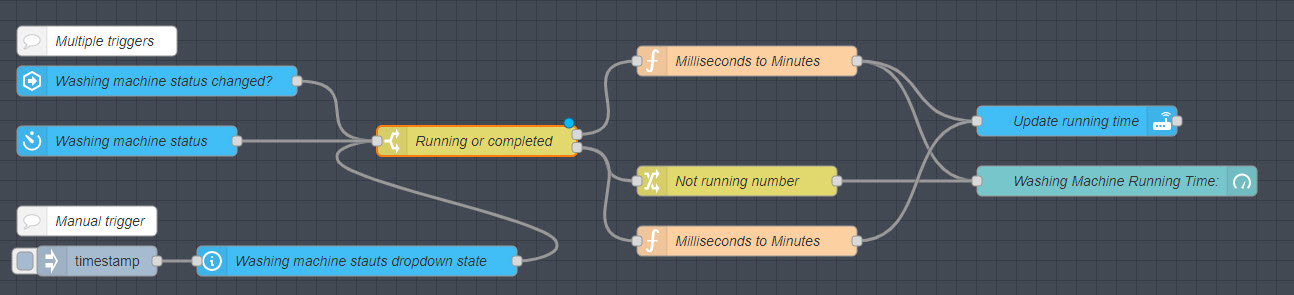 Multiple triggers
Washing machine status changed?
Milliseconds to Minutes
Washing machine status
Running or completed
Update running time
Not running number
Washing Machine Running Time:
Manual trigger
Milliseconds to Minutes
timestamp
Washing machine stauts dropdown state